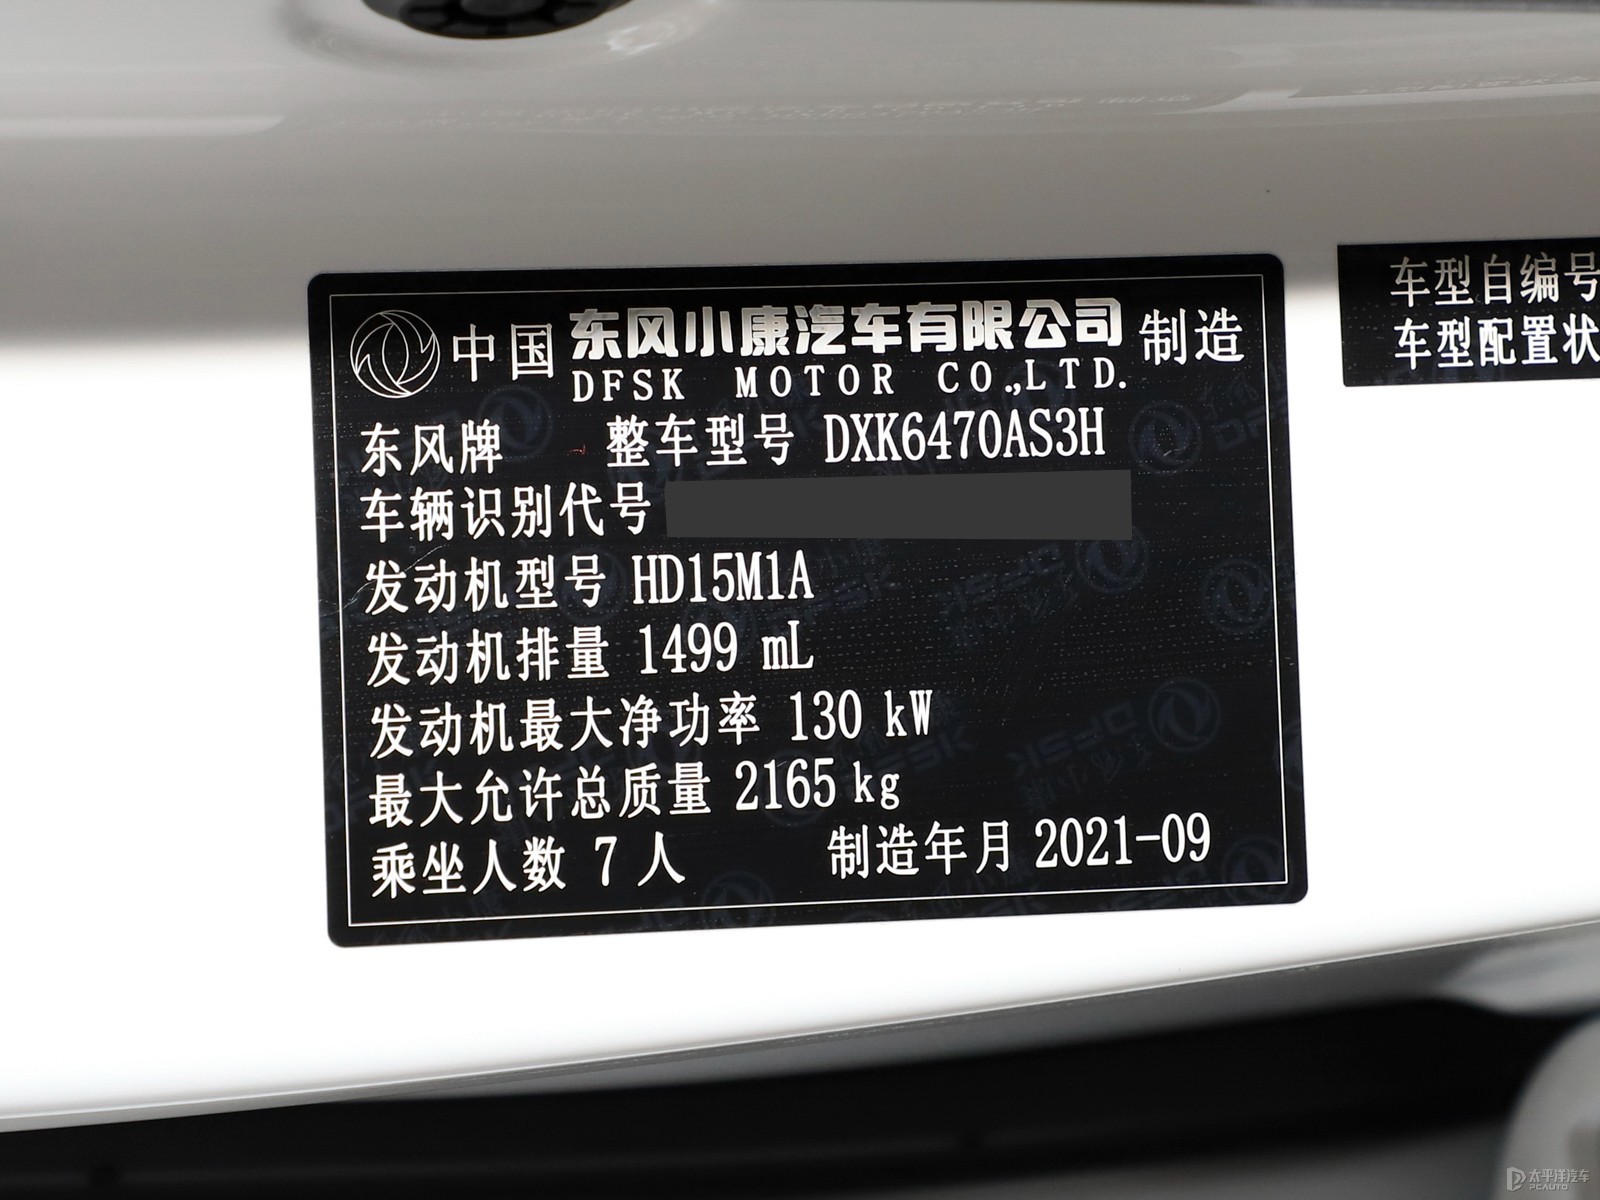 中国 东风小康汽车有限公司 制造
DFSK MOTOR CO.,LTD.
东风牌 整车型号 DXK6470AS3H
车辆识别代号
发动机型号 HD15M1A
发动机排量 1499 mL
发动机最大净功率 130 kW
最大允许总质量 2165 kg
乘坐人数 7 人 制造年月 2021-09
车型自编号
车型配置状
太平洋汽车
PCAUTO